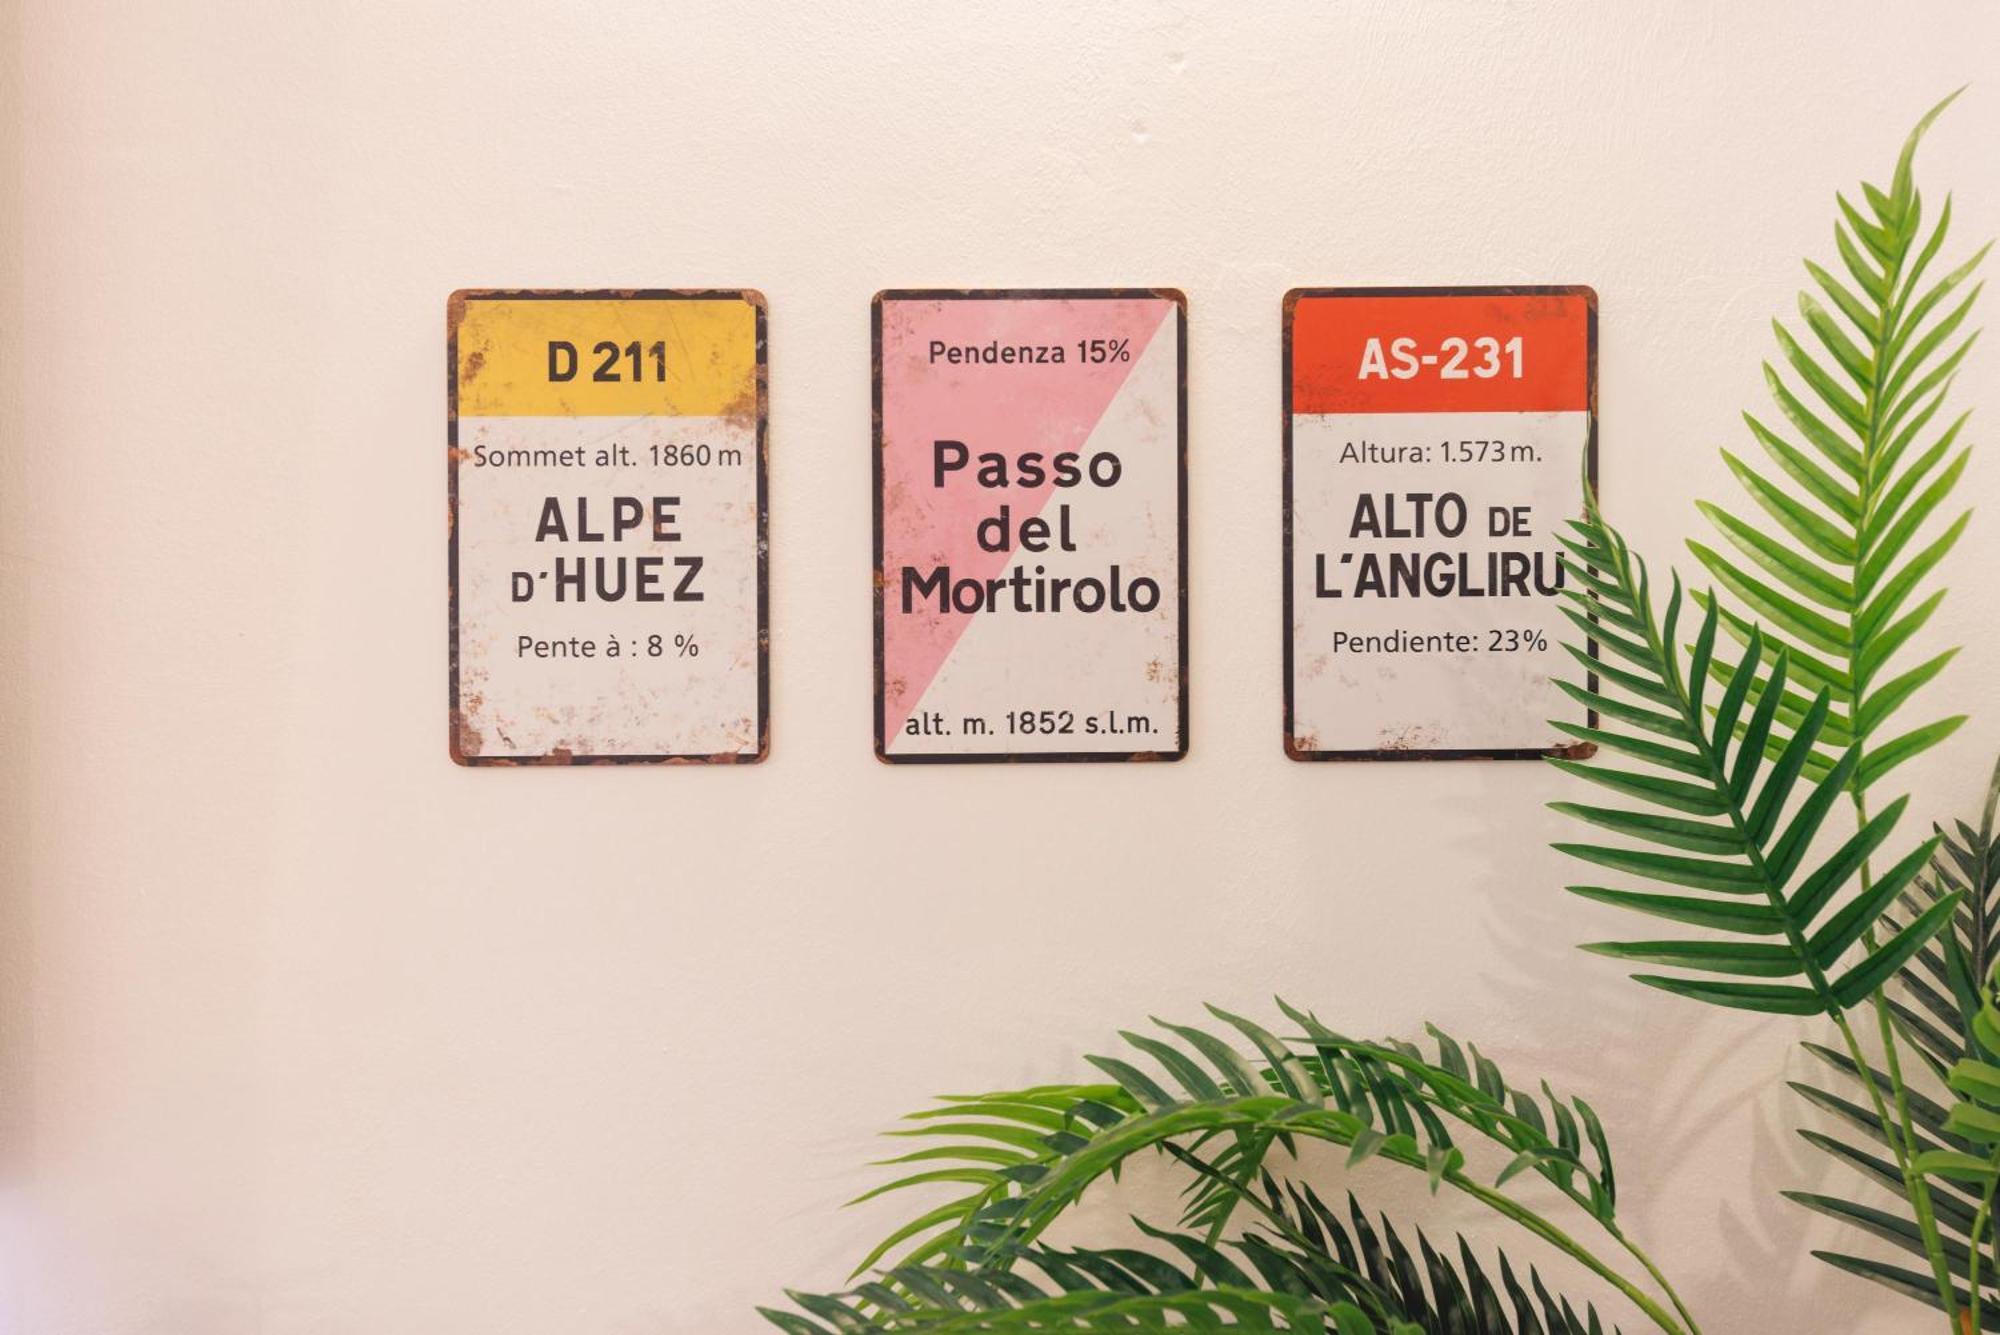 D 211
Sommet alt. 1860 m
ALPE
D'HUEZ
Pente à : 8 %
Pendenza 15%
Passo
del
Mortirolo
alt. m. 1852 s.l.m.
AS-231
Altura: 1.573 m.
ALTO DE
L'ANGLIRU
Pendiente: 23%